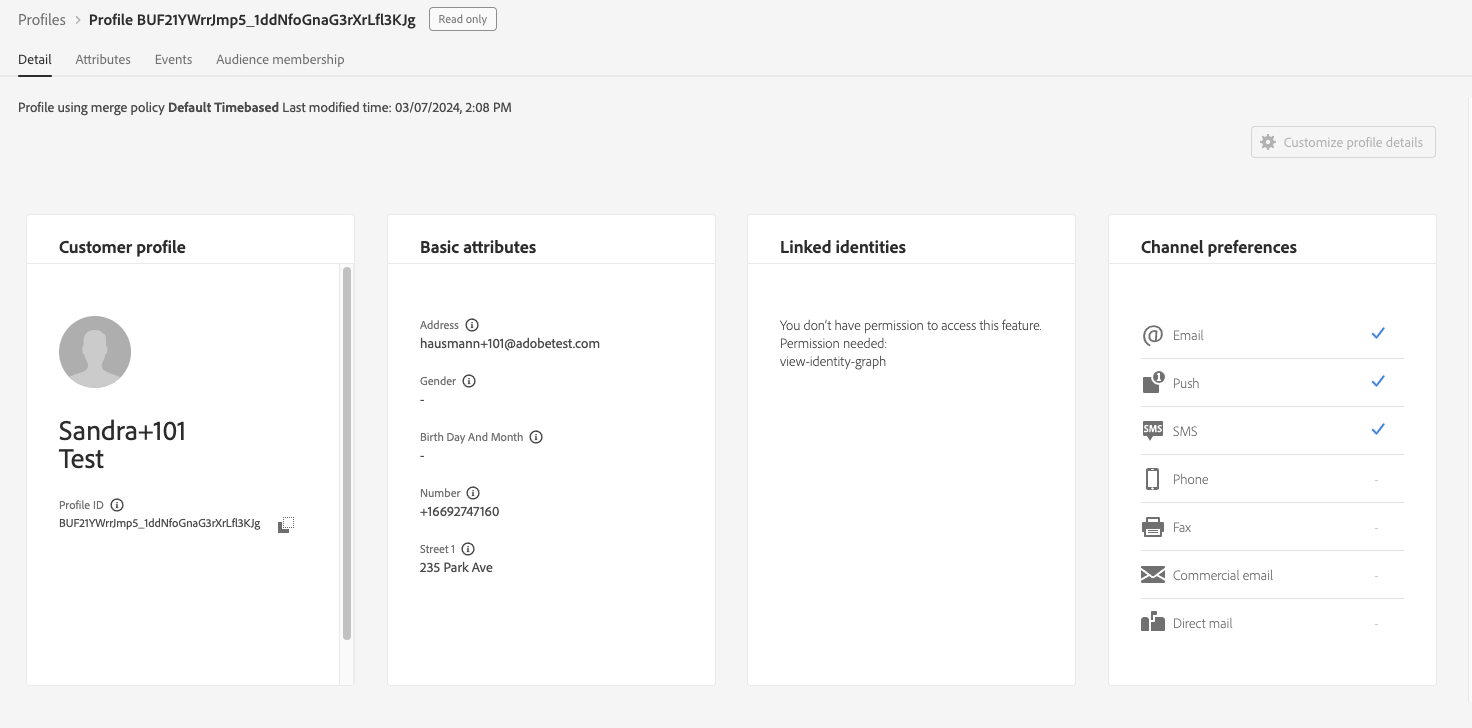 Profiles > Profile BUF21YWrrJmp5_1ddNfoGnaG3rXrLfl3KJg Read only
Detail Attributes Events Audience membership
Profile using merge policy Default Timebased Last modified time: 03/07/2024, 2:08 PM
Customize profile details
Customer profile
Sandra+101
Test
Profile ID
BUF21YWrrJmp5_1ddNfoGnaG3rXrLfl3KJg
Basic attributes
Address
hausmann+101@adobetest.com
Gender
-
Birth Day And Month
-
Number
+16692747160
Street 1
235 Park Ave
Linked identities
You don't have permission to access this feature.
Permission needed:
view-identity-graph
Channel preferences
Email
1
Push
SMS SMS
Phone -
Fax -
Commercial email -
Direct mail -